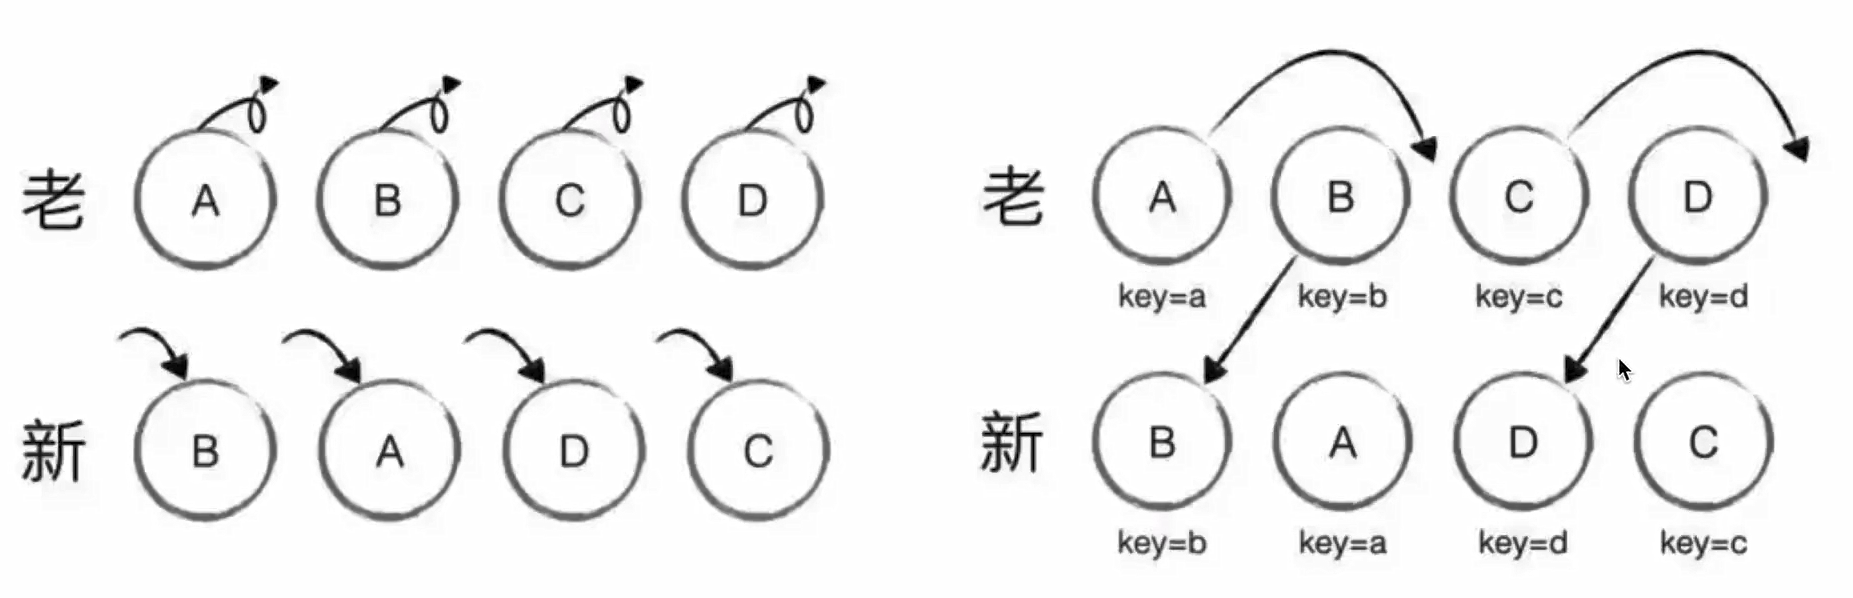 老 A B C D
新 B A D C
老 A B C D
key=a key=b key=c key=d
新 B A D C
key=b key=a key=d key=c